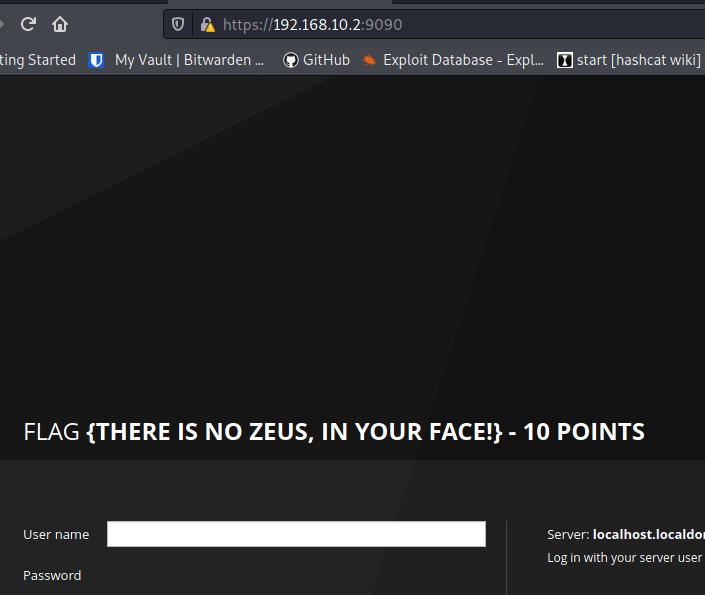 https://192.168.10.2:9090
ting Started My Vault | Bitwarden ... GitHub Exploit Database - Expl... start [hashcat wiki]
FLAG {THERE IS NO ZEUS, IN YOUR FACE!} - 10 POINTS
User name
Server: localhost.localdo
Log in with your server user
Password